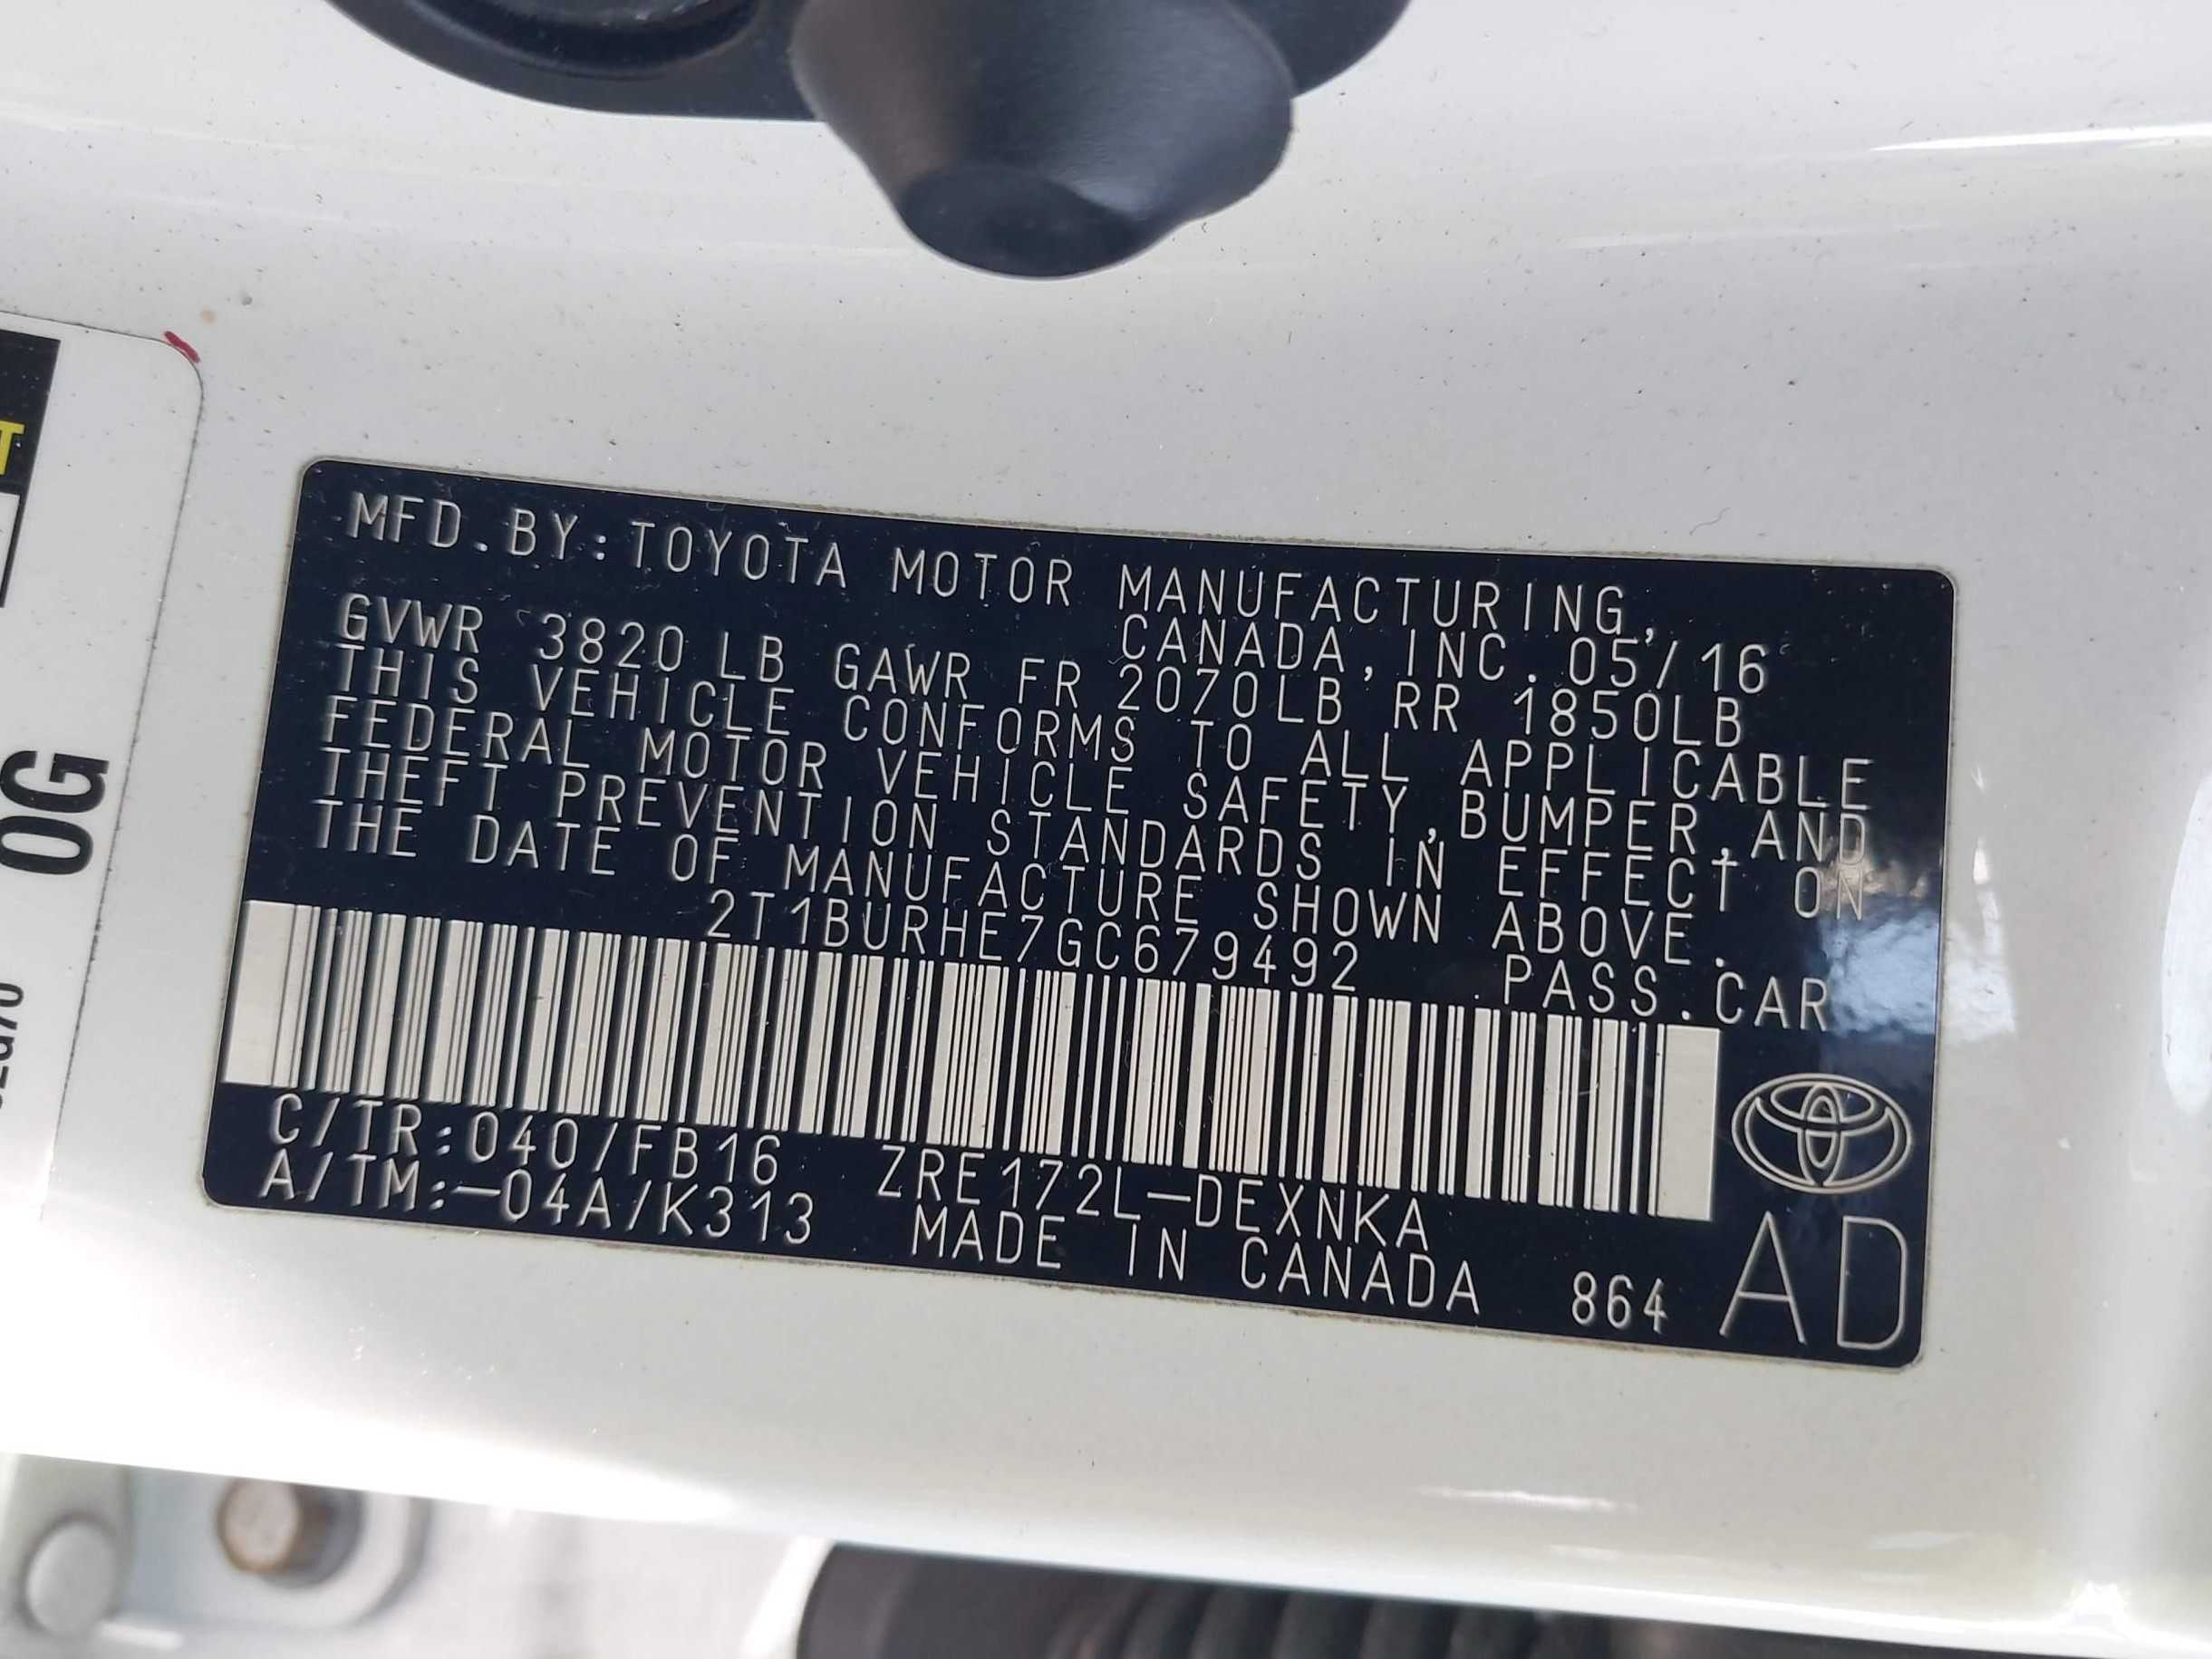 MFD.BY:TOYOTA MOTOR MANUFACTURING,
CANADA,INC.05/16
GVWR 3820 LB GAWR FR 2070LB RR 1850LB
THIS VEHICLE CONFORMS TO ALL APPLICABLE
FEDERAL MOTOR VEHICLE SAFETY,BUMPER,AND
THEFT PREVENTION STANDARDS IN EFFECT ON
THE DATE OF MANUFACTURE SHOWN ABOVE.
2T1BURHE7GC679492 PASS.CAR
C/TR:040/FB16 ZRE172L-DEXNKA
A/TM:-04A/K313 MADE IN CANADA 864 AD
T
0G